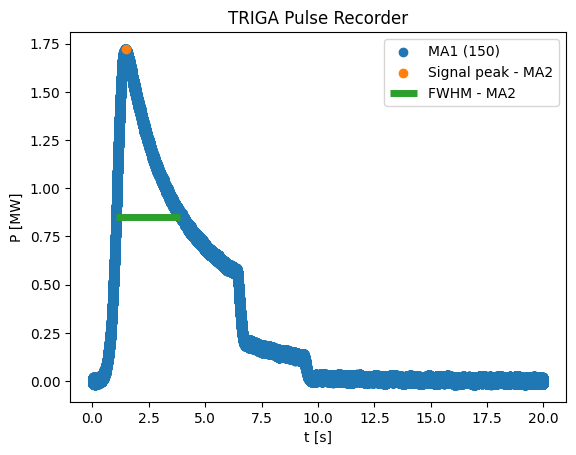 TRIGA Pulse Recorder
MA1 (150)
Signal peak - MA2
FWHM - MA2
P [MW]
1.75
1.50
1.25
1.00
0.75
0.50
0.25
0.00
0.0 2.5 5.0 7.5 10.0 12.5 15.0 17.5 20.0
t [s]